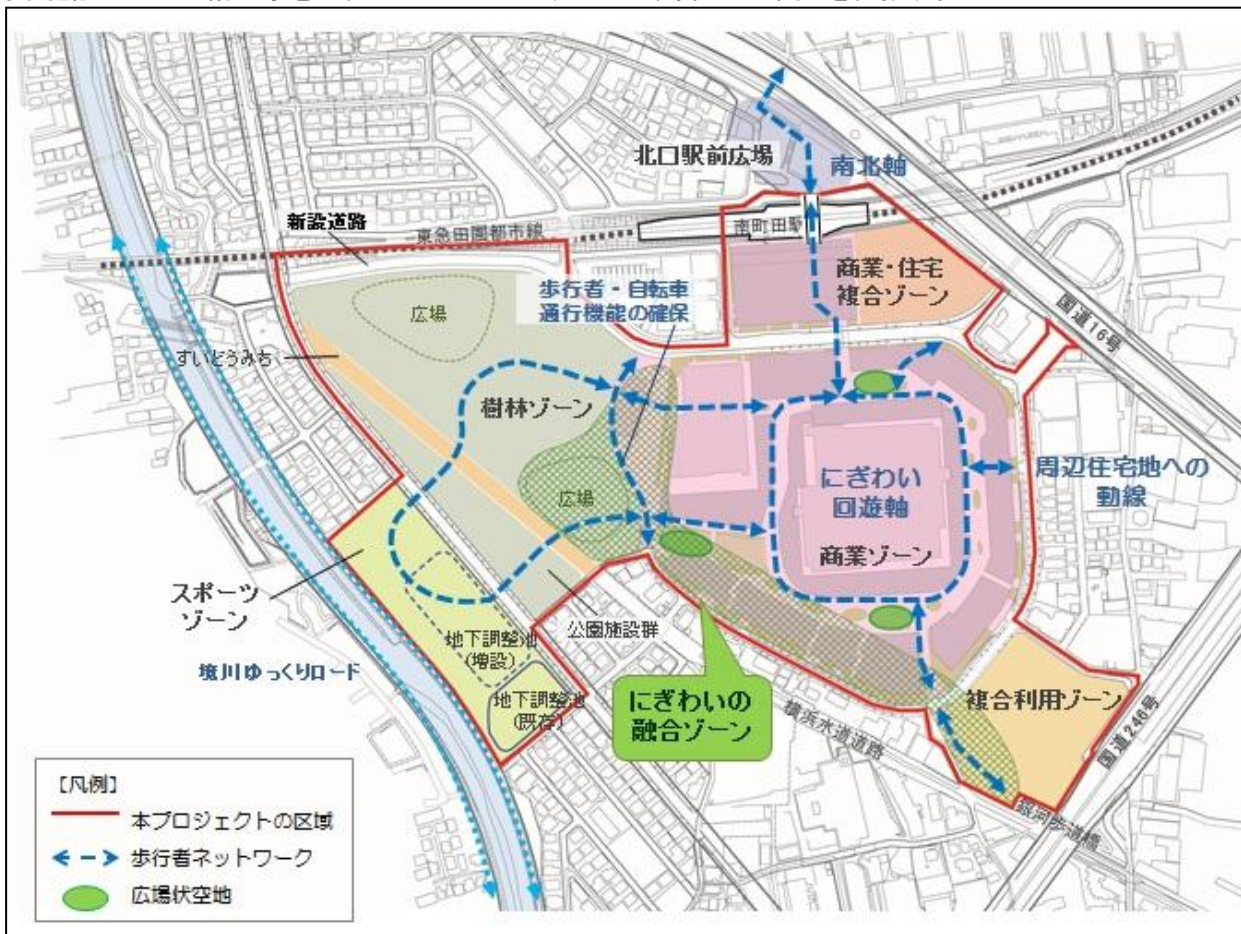 北口駅前広場
南北軸
新設道路
東急田園都市線
南町田駅
商業・住宅
複合ゾーン
国道16号
歩行者・自転車
通行機能の確保
広場
すいどうみち
樹林ゾーン
広場
にぎわい
回遊軸
商業ゾーン
周辺住宅地への
動線
スポーツ
ゾーン
公園施設群
地下調整池
(増設)
境川ゆっくりロード
地下調整池
(既存)
にぎわいの
融合ゾーン
横浜水道道路
複合利用ゾーン
国道246号
銀河歩道橋
[凡例]
本プロジェクトの区域
歩行者ネットワーク
広場伏空地